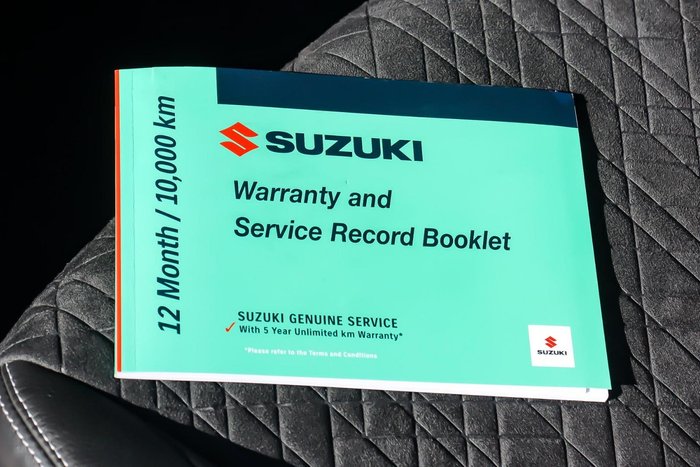 12 Month / 10,000 km
SUZUKI
Warranty and
Service Record Booklet
SUZUKI GENUINE SERVICE
With 5 Year Unlimited km Warranty*
*Please refer to the Terms and Conditions
SUZUKI